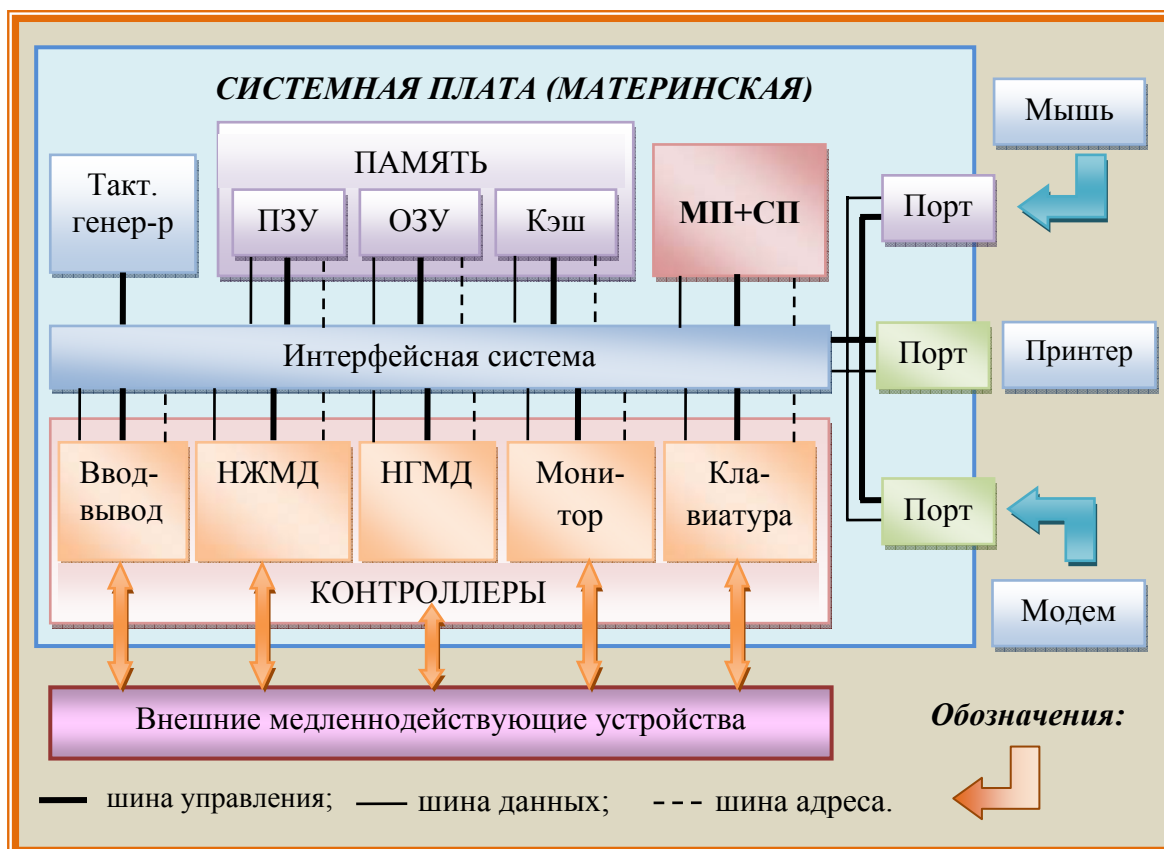 СИСТЕМНАЯ ПЛАТА (МАТЕРИНСКАЯ)
Такт.
генер-р
ПАМЯТЬ
ПЗУ
ОЗУ
Кэш
МП+СП
Мышь
Порт
Интерфейсная система
Порт
Принтер
Ввод-
вывод
НЖМД
НГМД
Мони-
тор
Кла-
виатура
Порт
КОНТРОЛЛЕРЫ
Модем
Внешние медленнодействующие устройства
Обозначения:
шина управления;
шина данных;
шина адреса.